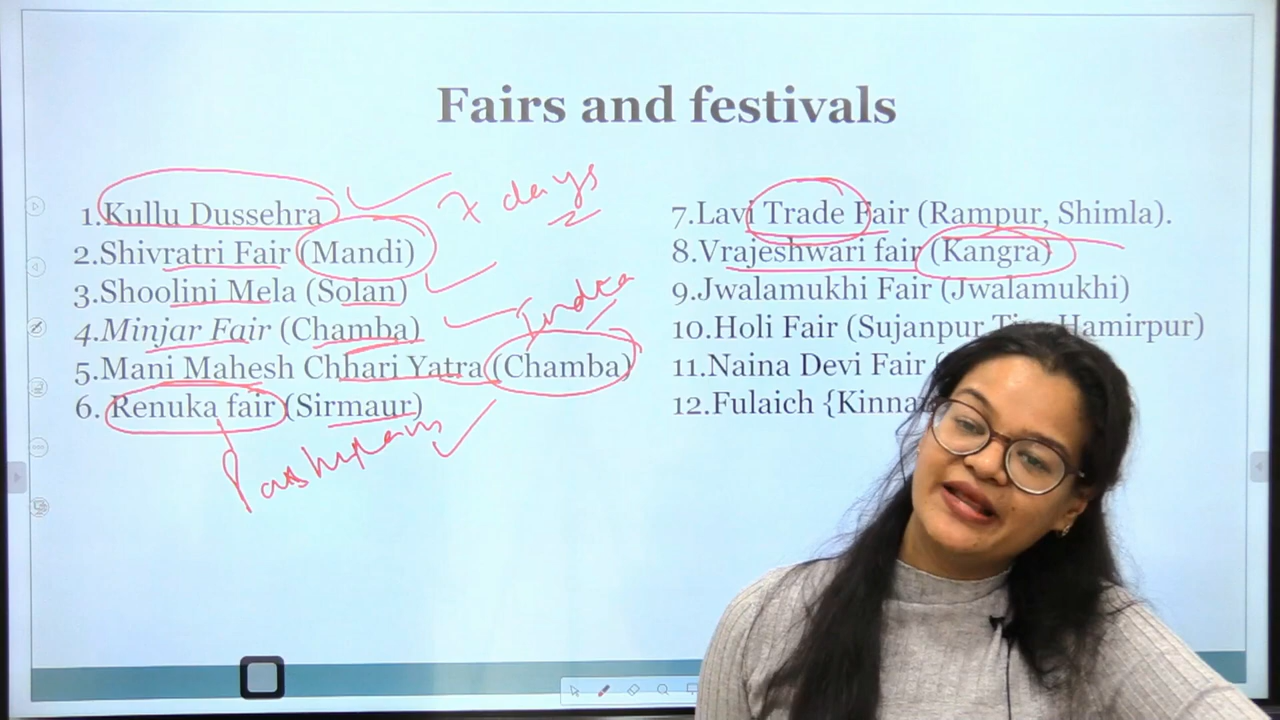 Fairs and festivals
1.Kullu Dussehra
7 days
2.Shivratri Fair (Mandi)
3.Shoolini Mela (Solan)
4.Minjar Fair (Chamba)
5.Mani Mahesh Chhari Yatra (Chamba)
6. Renuka fair (Sirmaur)
7.Lavi Trade Fair (Rampur, Shimla).
8.Vrajeshwari fair (Kangra)
9.Jwalamukhi Fair (Jwalamukhi)
10.Holi Fair (Sujanpur Hamirpur)
11.Naina Devi Fair
12.Fulaich